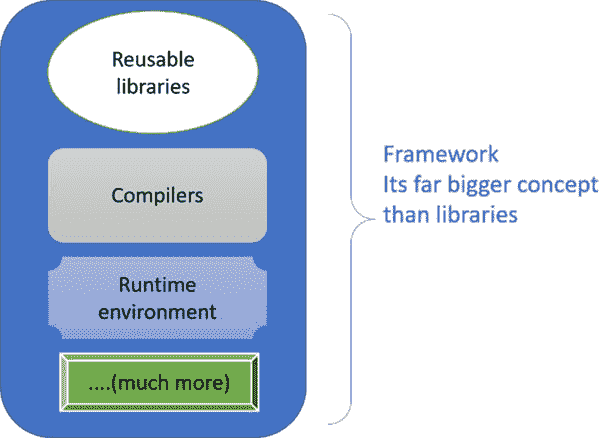 Reusable
libraries
Compilers
Runtime
environment
....(much more)
Framework
Its far bigger concept
than libraries